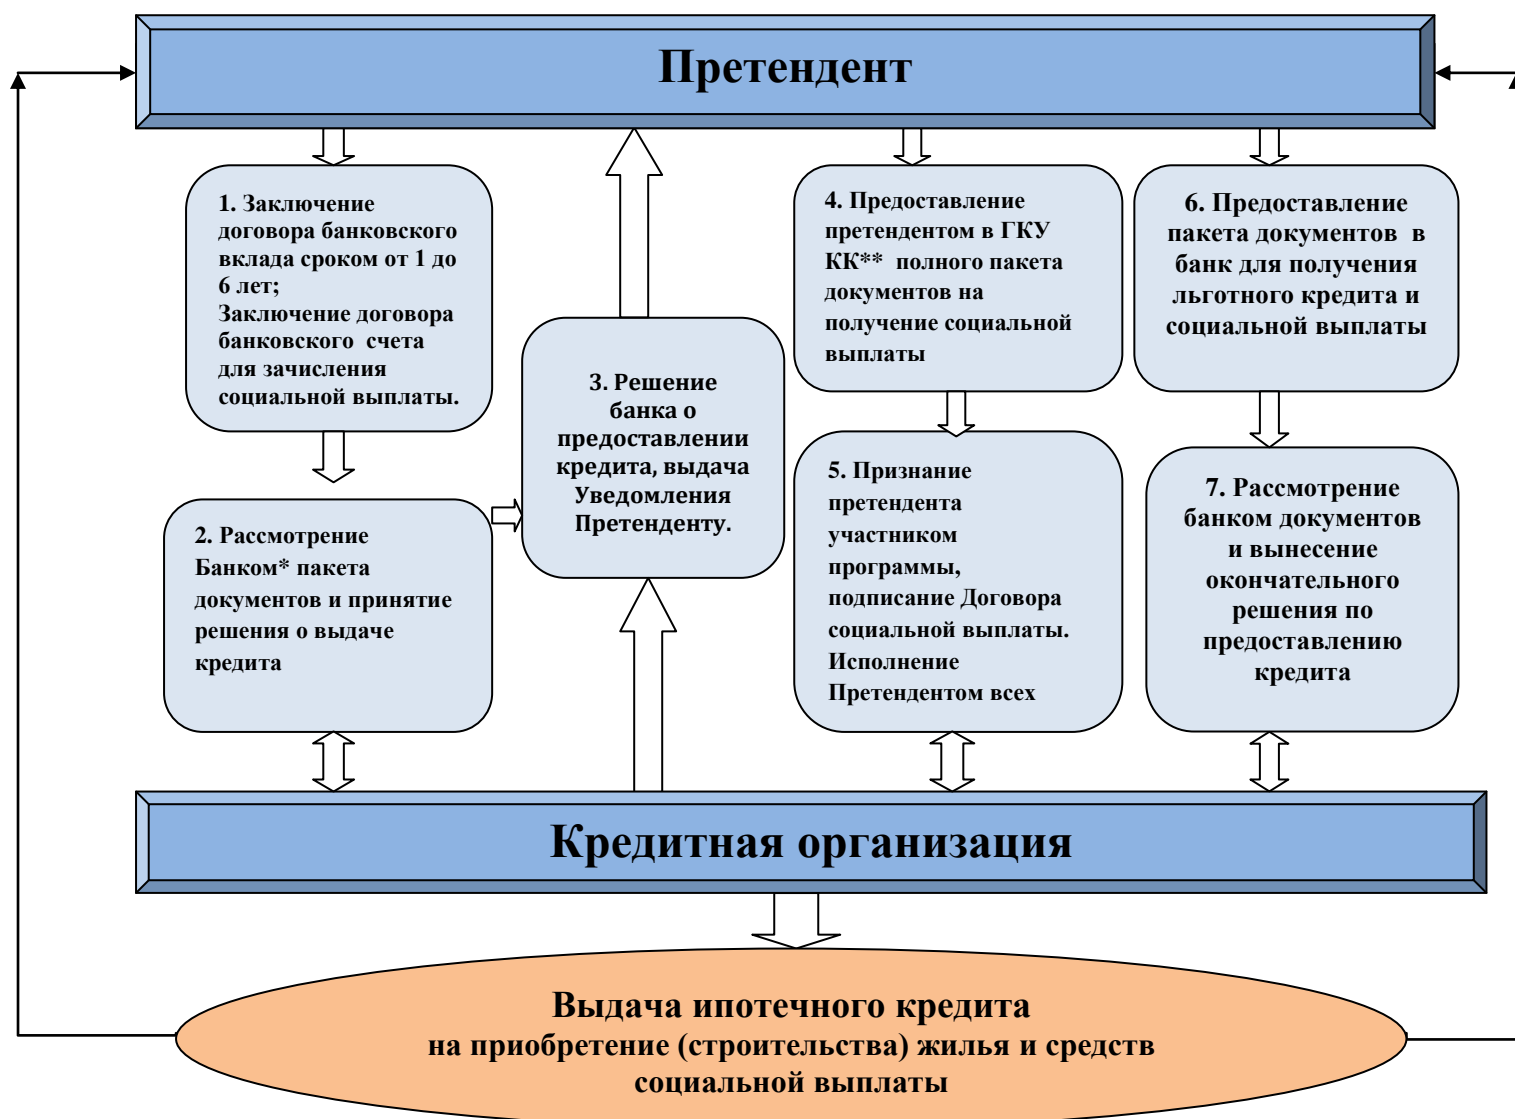 Претендент
1. Заключение
договора банковского
вклада сроком от 1 до
6 лет;
Заключение договора
банковского счета
для зачисления
социальной выплаты.
2. Рассмотрение
Банком* пакета
документов и принятие
решения о выдаче
кредита
3. Решение
банка о
предоставлении
кредита, выдача
Уведомления
Претенденту.
4. Предоставление
претендентом в ГКУ
КК** полного пакета
документов на
получение социальной
выплаты
5. Признание
претендента
участником
программы,
подписание Договора
социальной выплаты.
Исполнение
Претендентом всех
6. Предоставление
пакета документов в
банк для получения
льготного кредита и
социальной выплаты
7. Рассмотрение
банком документов
и вынесение
окончательного
решения по
предоставлению
кредита
Кредитная организация
Выдача ипотечного кредита
на приобретение (строительства) жилья и средств
социальной выплаты